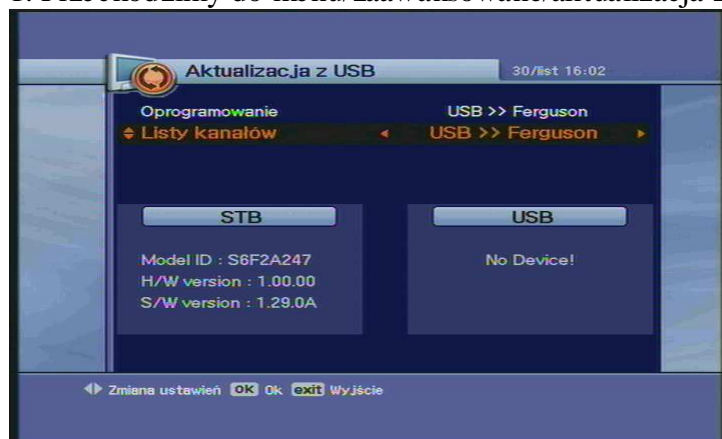 Aktualizacja z USB
30/list 16:02
Oprogramowanie USB >> Ferguson
Listy kanałów USB >> Ferguson
STB
Model ID : S6F2A247
H/W version : 1.00.00
S/W version : 1.29.0A
USB
No Device!
Zmiana ustawień OK Ok exit Wyjście